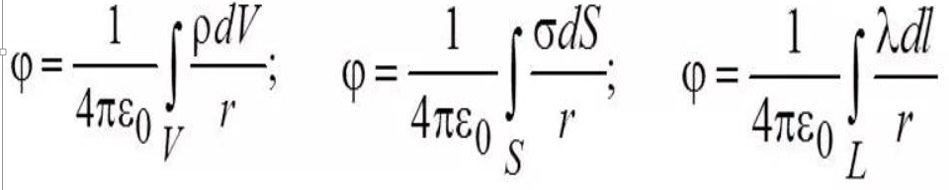 φ = 1/4πε₀ ∫_V ρdV/r; φ = 1/4πε₀ ∫_S σdS/r; φ = 1/4πε₀ ∫_L λdl/r